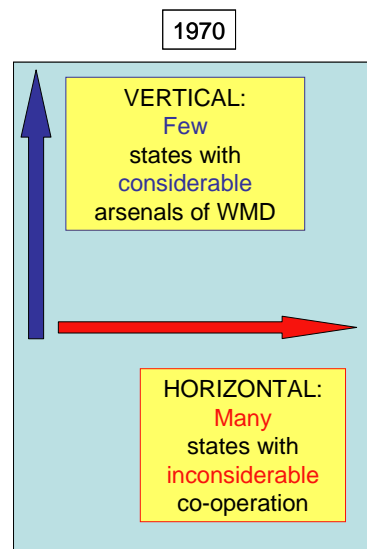 1970
VERTICAL:
Few
states with
considerable
arsenals of WMD
HORIZONTAL:
Many
states with
inconsiderable
co-operation